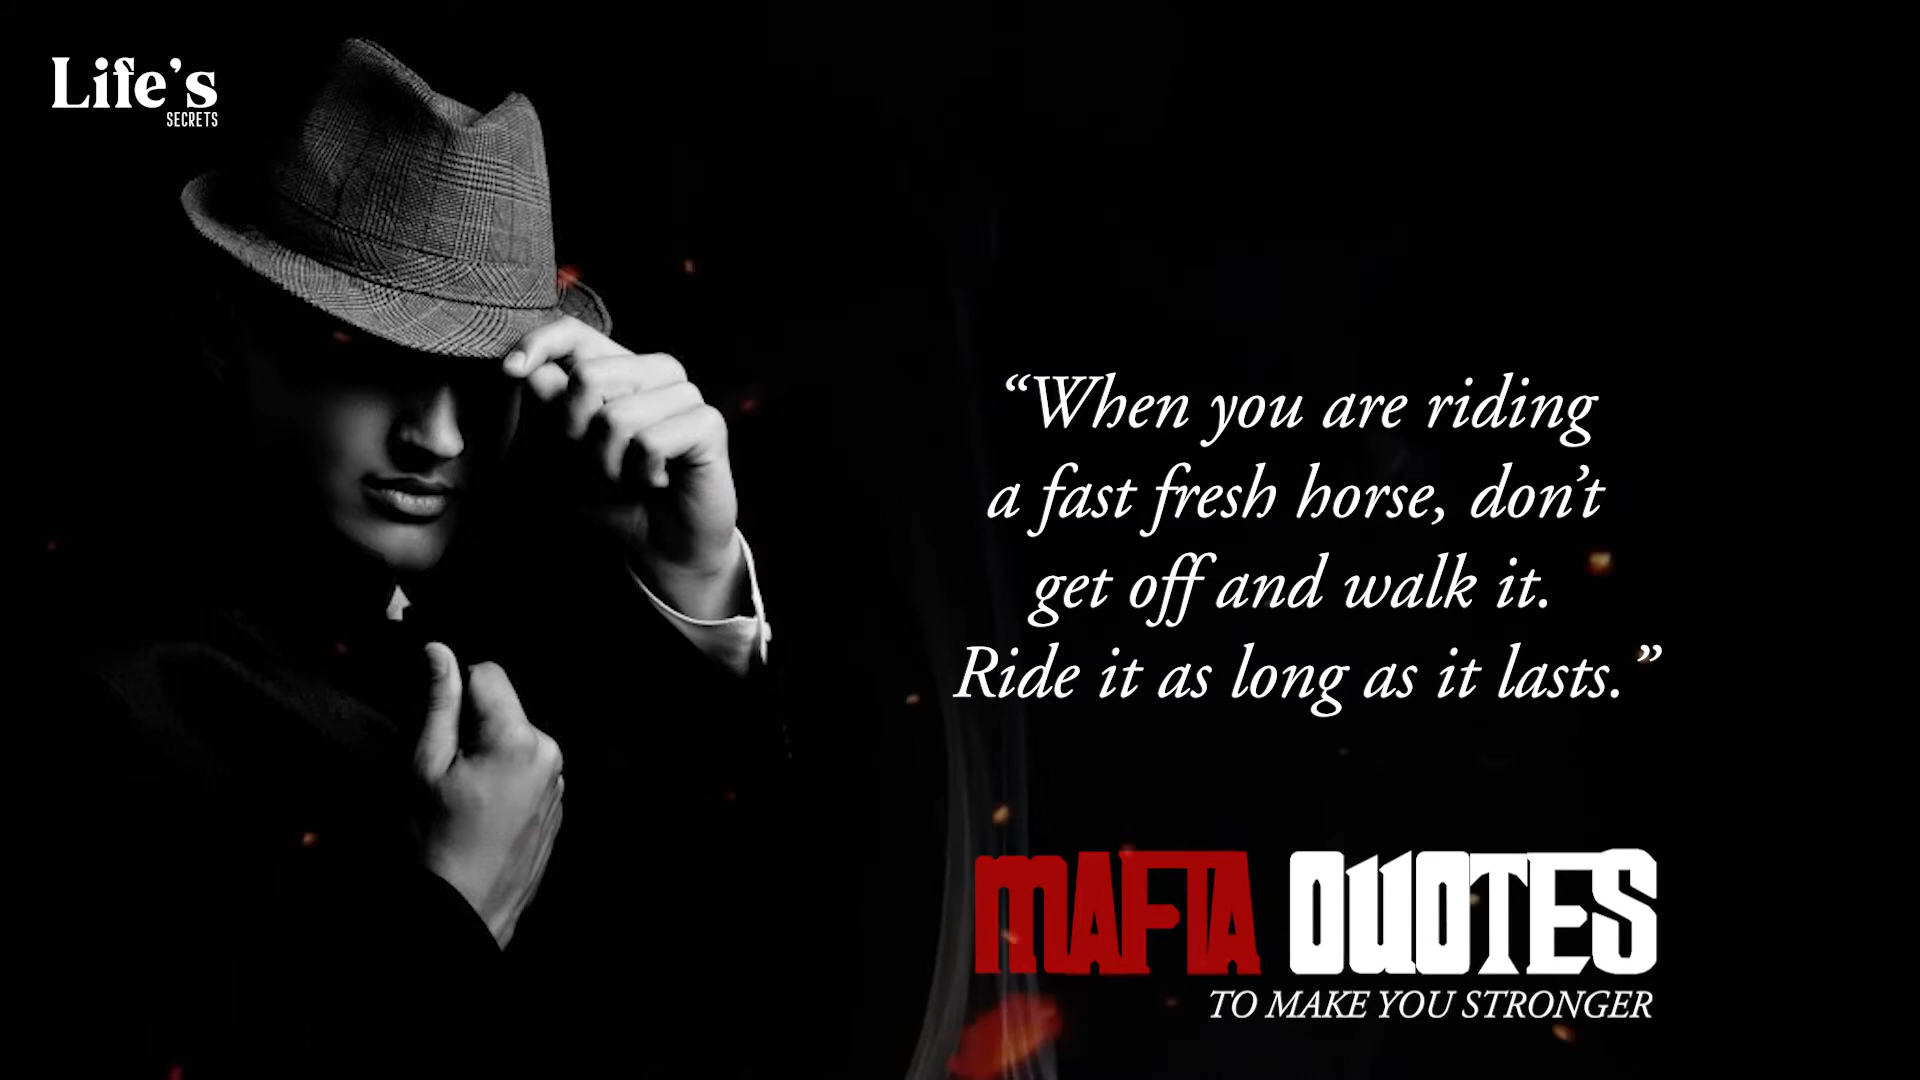 Life's
SECRETS
“When you are riding
a fast fresh horse, don’t
get off and walk it.
Ride it as long as it lasts.”
MAFIA QUOTES
TO MAKE YOU STRONGER